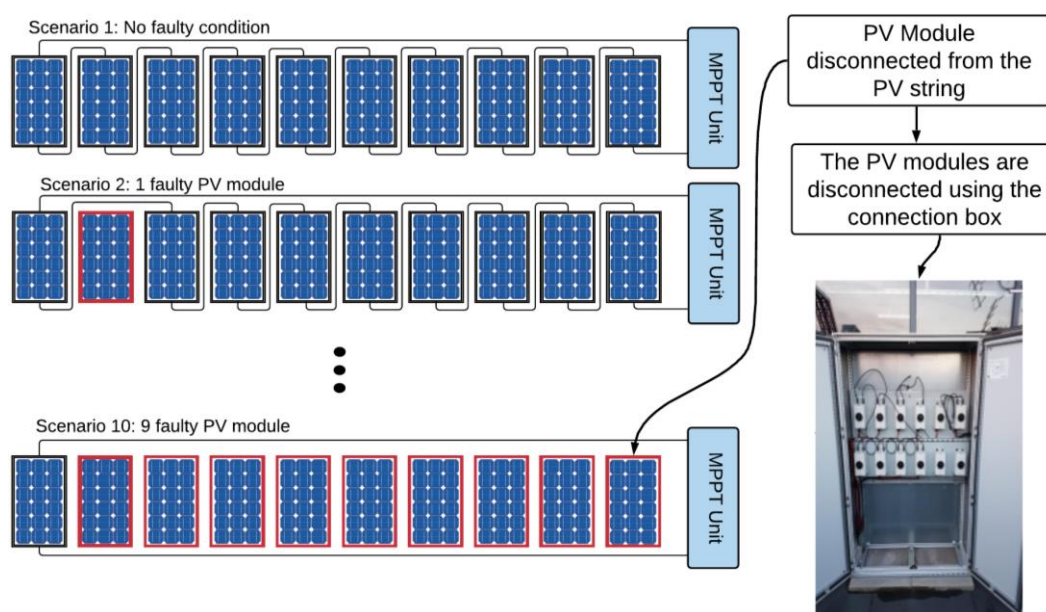 Scenario 1: No faulty condition
MPPT Unit
Scenario 2: 1 faulty PV module
MPPT Unit
Scenario 10: 9 faulty PV module
MPPT Unit
PV Module
disconnected from the
PV string
The PV modules are
disconnected using the
connection box